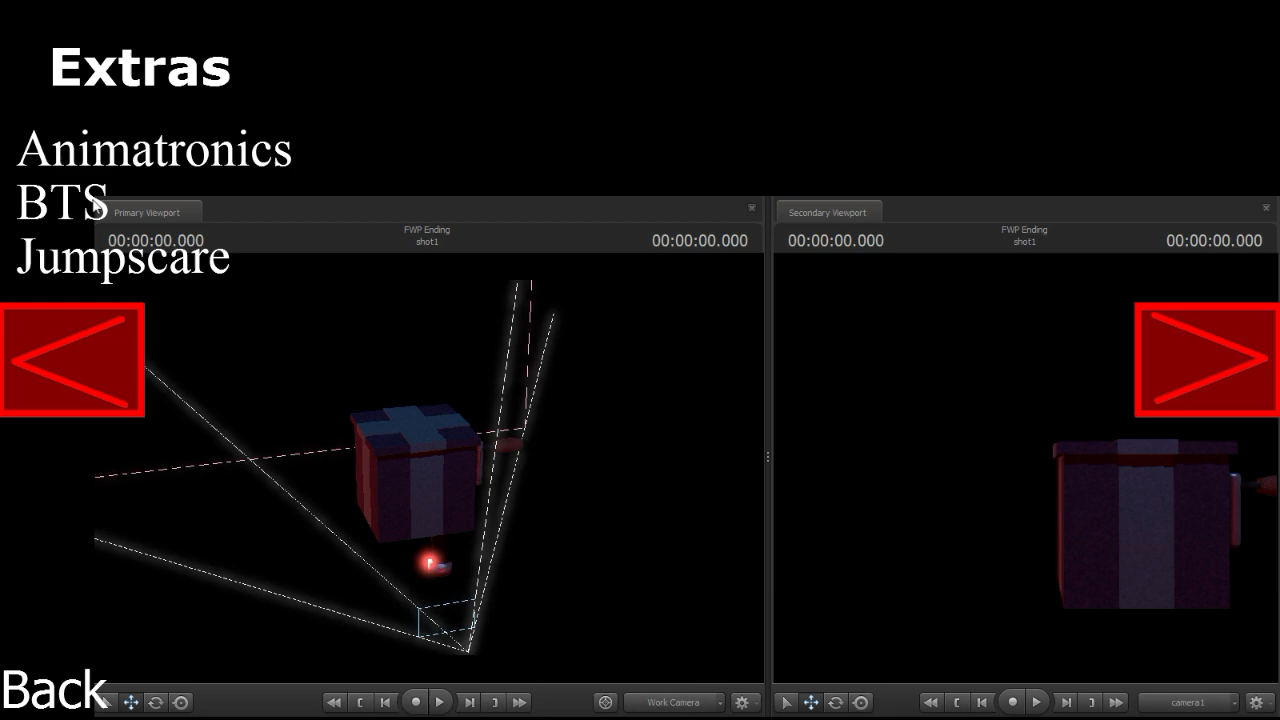 Extras
Animatronics
BTS
Jumpscare
Primary Viewport
00:00:00.000
FWP Ending
shot1
00:00:00.000
Secondary Viewport
00:00:00.000
FWP Ending
shot1
00:00:00.000
Back
Work Camera
camera1